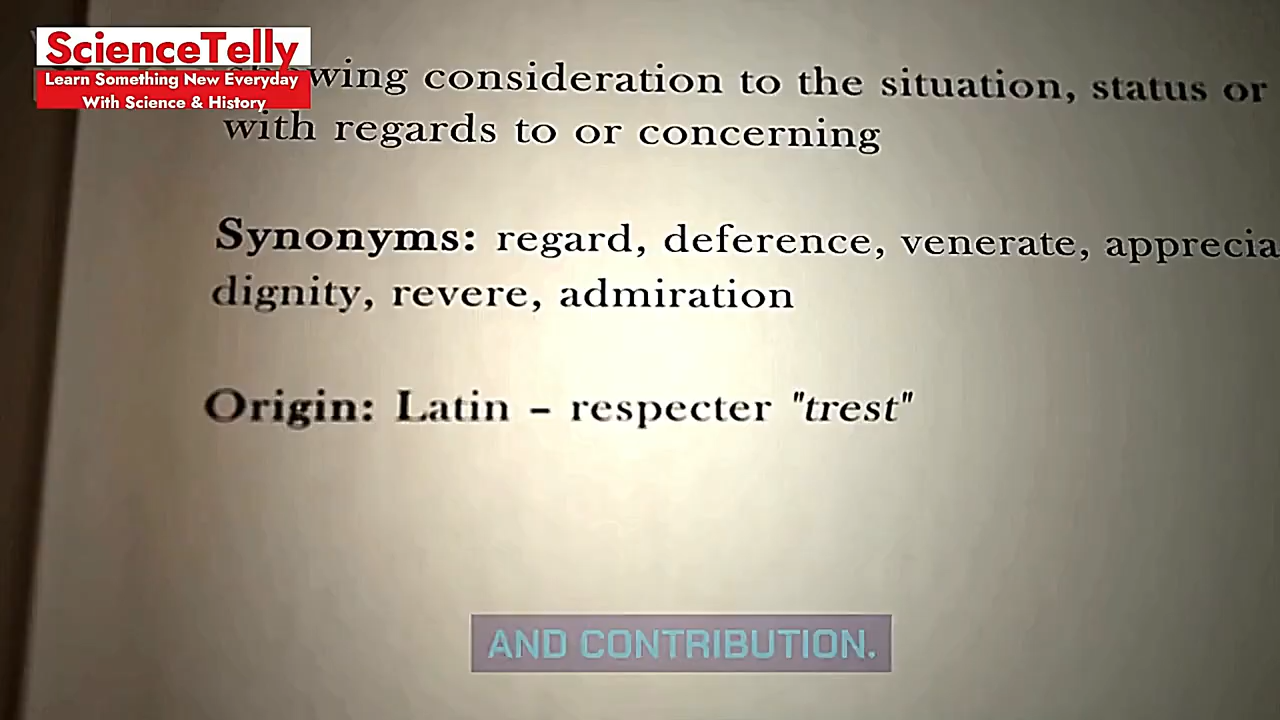 ScienceTelly
Learn Something New Everyday
With Science & History
showing consideration to the situation, status or
with regards to or concerning
Synonyms: regard, deference, venerate, apprecia
dignity, revere, admiration
Origin: Latin – respecter "trest"
AND CONTRIBUTION.